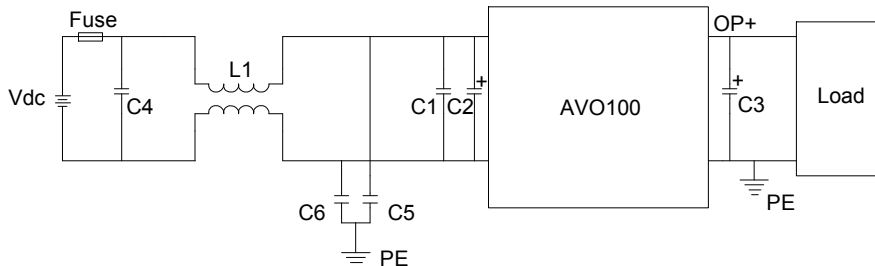 Fuse
OP+
L1
Vdc
C4
C1
C2
+
AVO100
+
C3
Load
C6
C5
PE
PE